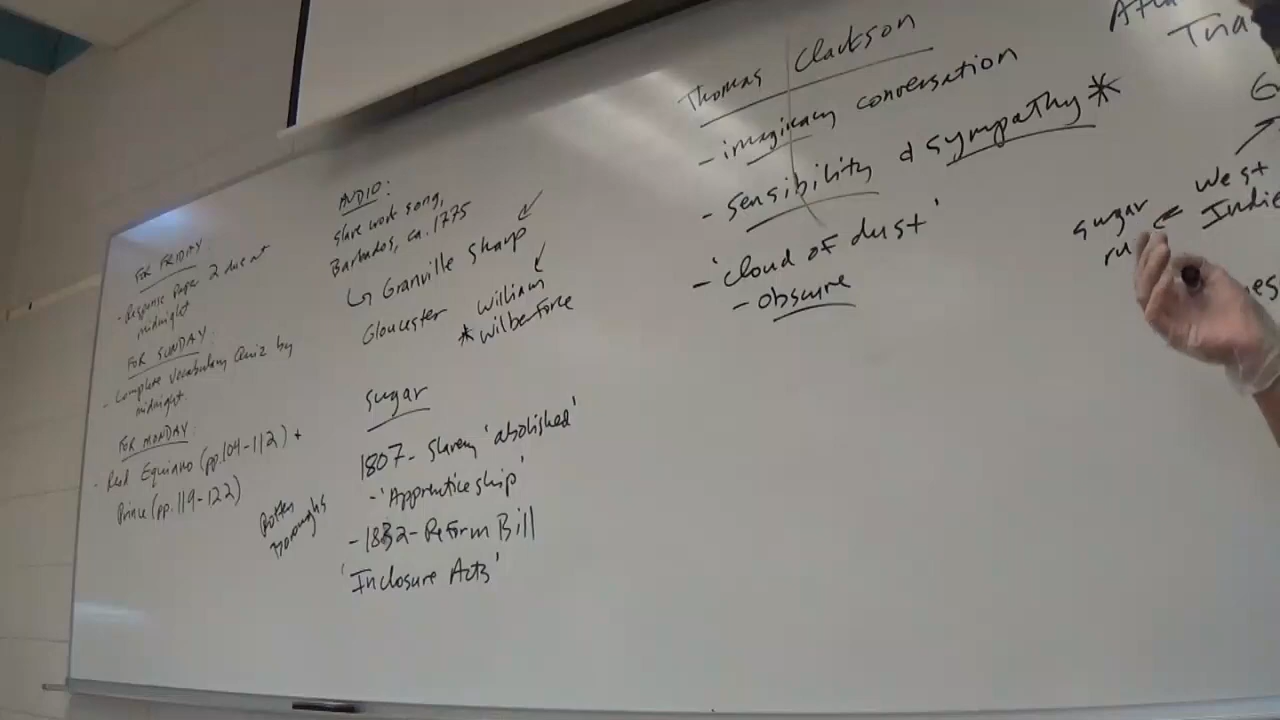 FOR FRIDAY:
- Response Paper 2 due at
midnight
FOR SUNDAY:
- Complete Vocabulary Quiz by
midnight.
FOR MONDAY:
- Read Equiano (pp.104-112) +
Prince (pp.119-122)
AUDIO:
slave work song,
Barbados, ca. 1775
↳ Granville Sharp
Gloucester William
* Wilberforce
sugar
1807- Slavery 'abolished'
- 'Apprenticeship'
- 1832- Reform Bill
'Inclosure Acts'
Rotten
Boroughs
Thomas Clarkson
- imaginary conversation
- sensibility & sympathy *
- 'cloud of dust'
- obscure
West
sugar